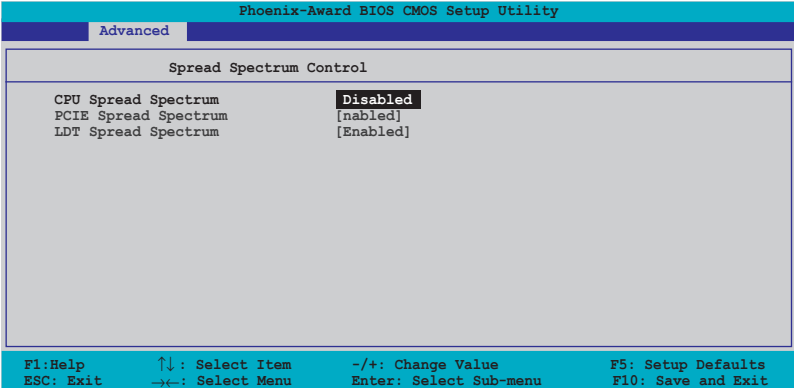 Phoenix-Award BIOS CMOS Setup Utility
Advanced
Spread Spectrum Control
CPU Spread Spectrum Disabled
PCIE Spread Spectrum [nabled]
LDT Spread Spectrum [Enabled]
F1:Help ↑↓: Select Item -/+: Change Value F5: Setup Defaults
ESC: Exit →←: Select Menu Enter: Select Sub-menu F10: Save and Exit